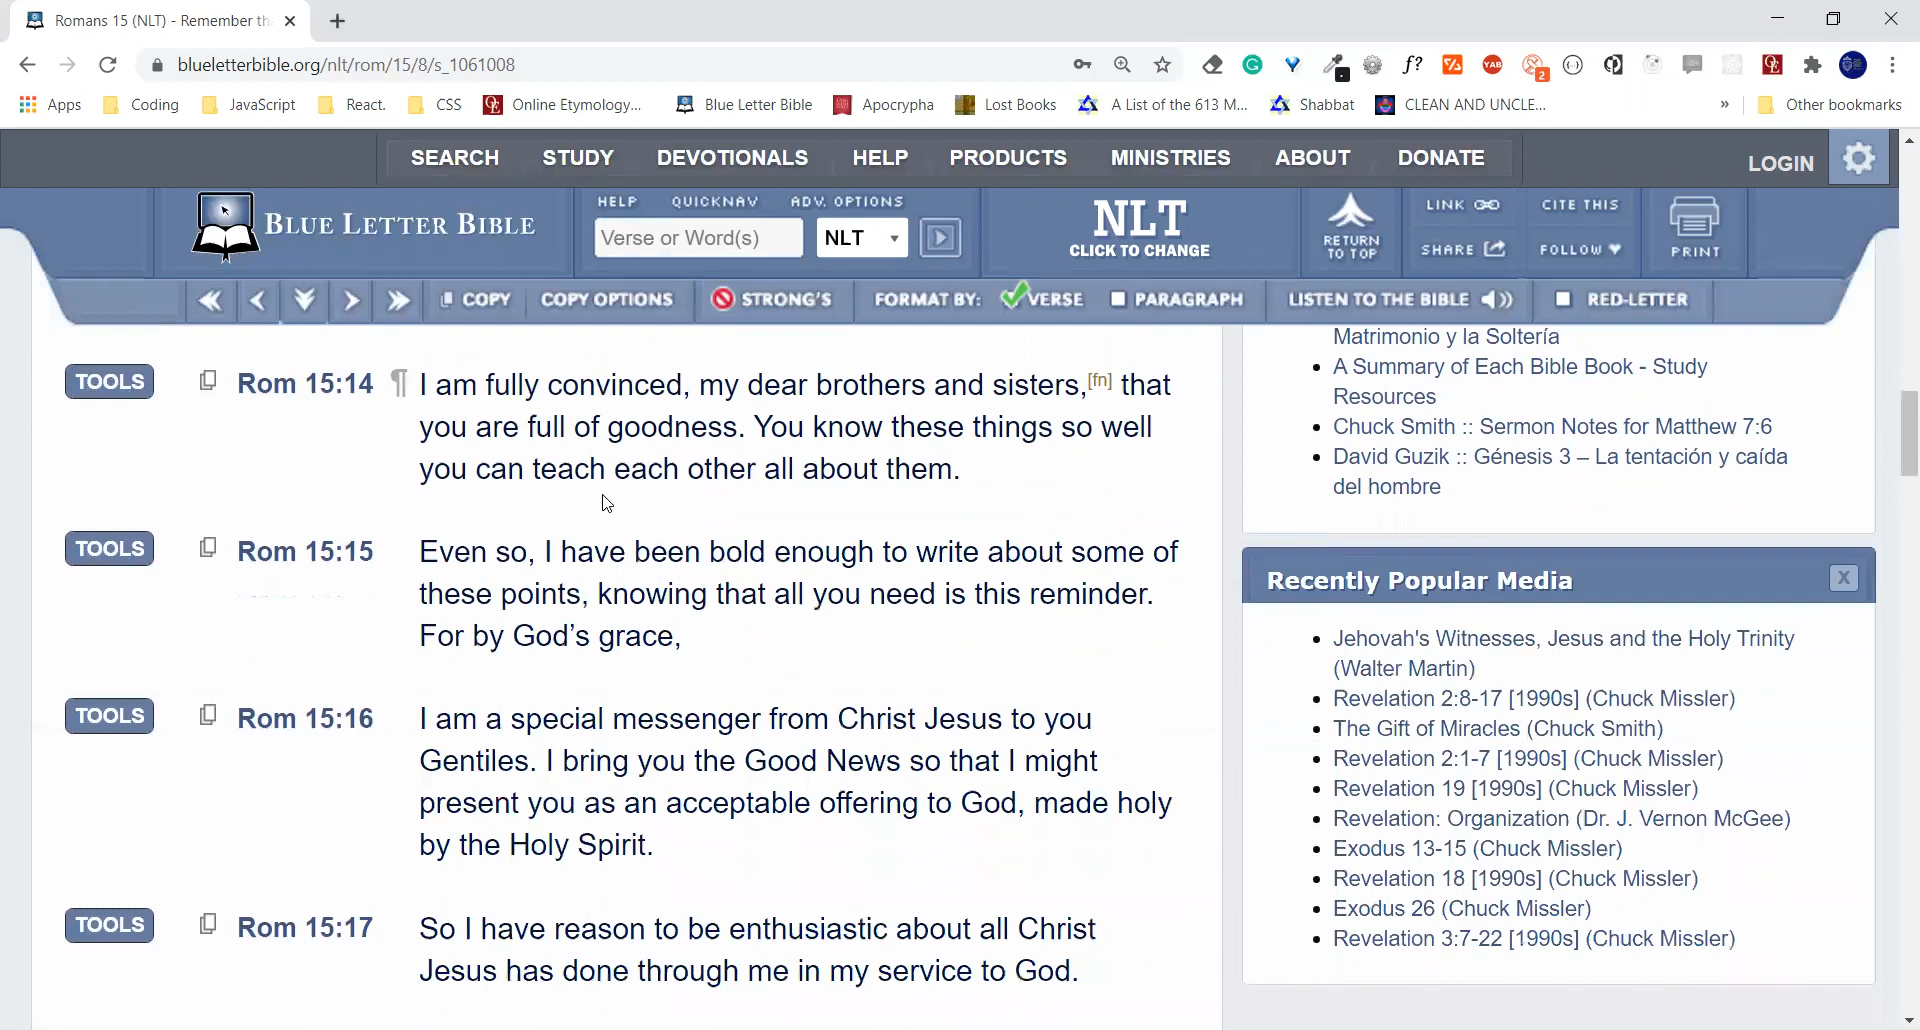 Romans 15 (NLT) - Remember th
blueletterbible.org/nlt/rom/15/8/s_1061008
f?
YAB
2
OE
Apps Coding JavaScript React. CSS OE Online Etymology... Blue Letter Bible Apocrypha Lost Books A List of the 613 M... Shabbat CLEAN AND UNCLE... » Other bookmarks
SEARCH STUDY DEVOTIONALS HELP PRODUCTS MINISTRIES ABOUT DONATE LOGIN
BLUE LETTER BIBLE
HELP QUICKNAV ADV. OPTIONS
Verse or Word(s) NLT
NLT
CLICK TO CHANGE
RETURN
TO TOP
LINK CITE THIS
SHARE FOLLOW
PRINT
COPY COPY OPTIONS STRONG'S FORMAT BY: VERSE PARAGRAPH LISTEN TO THE BIBLE RED-LETTER
TOOLS Rom 15:14 ¶ I am fully convinced, my dear brothers and sisters,[fn] that
you are full of goodness. You know these things so well
you can teach each other all about them.
TOOLS Rom 15:15 Even so, I have been bold enough to write about some of
these points, knowing that all you need is this reminder.
For by God’s grace,
TOOLS Rom 15:16 I am a special messenger from Christ Jesus to you
Gentiles. I bring you the Good News so that I might
present you as an acceptable offering to God, made holy
by the Holy Spirit.
TOOLS Rom 15:17 So I have reason to be enthusiastic about all Christ
Jesus has done through me in my service to God.
Matrimonio y la Soltería
• A Summary of Each Bible Book - Study
Resources
• Chuck Smith :: Sermon Notes for Matthew 7:6
• David Guzik :: Génesis 3 – La tentación y caída
del hombre
Recently Popular Media X
• Jehovah's Witnesses, Jesus and the Holy Trinity
(Walter Martin)
• Revelation 2:8-17 [1990s] (Chuck Missler)
• The Gift of Miracles (Chuck Smith)
• Revelation 2:1-7 [1990s] (Chuck Missler)
• Revelation 19 [1990s] (Chuck Missler)
• Revelation: Organization (Dr. J. Vernon McGee)
• Exodus 13-15 (Chuck Missler)
• Revelation 18 [1990s] (Chuck Missler)
• Exodus 26 (Chuck Missler)
• Revelation 3:7-22 [1990s] (Chuck Missler)